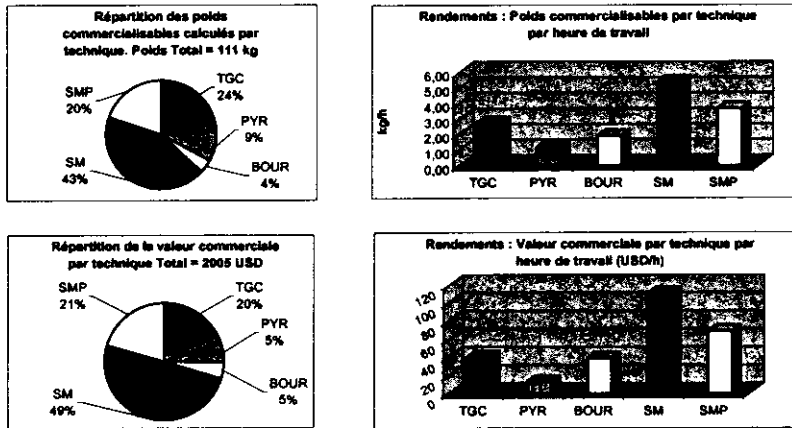 Répartition des poids
commercialisables calculés par
technique. Poids Total = 111 kg
SMP
20%
TGC
24%
PYR
9%
SM
43%
BOUR
4%
Rendements : Poids commercialisables par technique
par heure de travail
kg/h
6,00
5,00
4,00
3,00
2,00
1,00
0,00
TGC PYR BOUR SM SMP
Répartition de la valeur commerciale
par technique Total = 2005 USD
SMP
21%
TGC
20%
PYR
5%
BOUR
5%
SM
49%
Rendements : Valeur commerciale par technique par
heure de travail (USD/h)
120
100
80
60
40
20
0
TGC PYR BOUR SM SMP